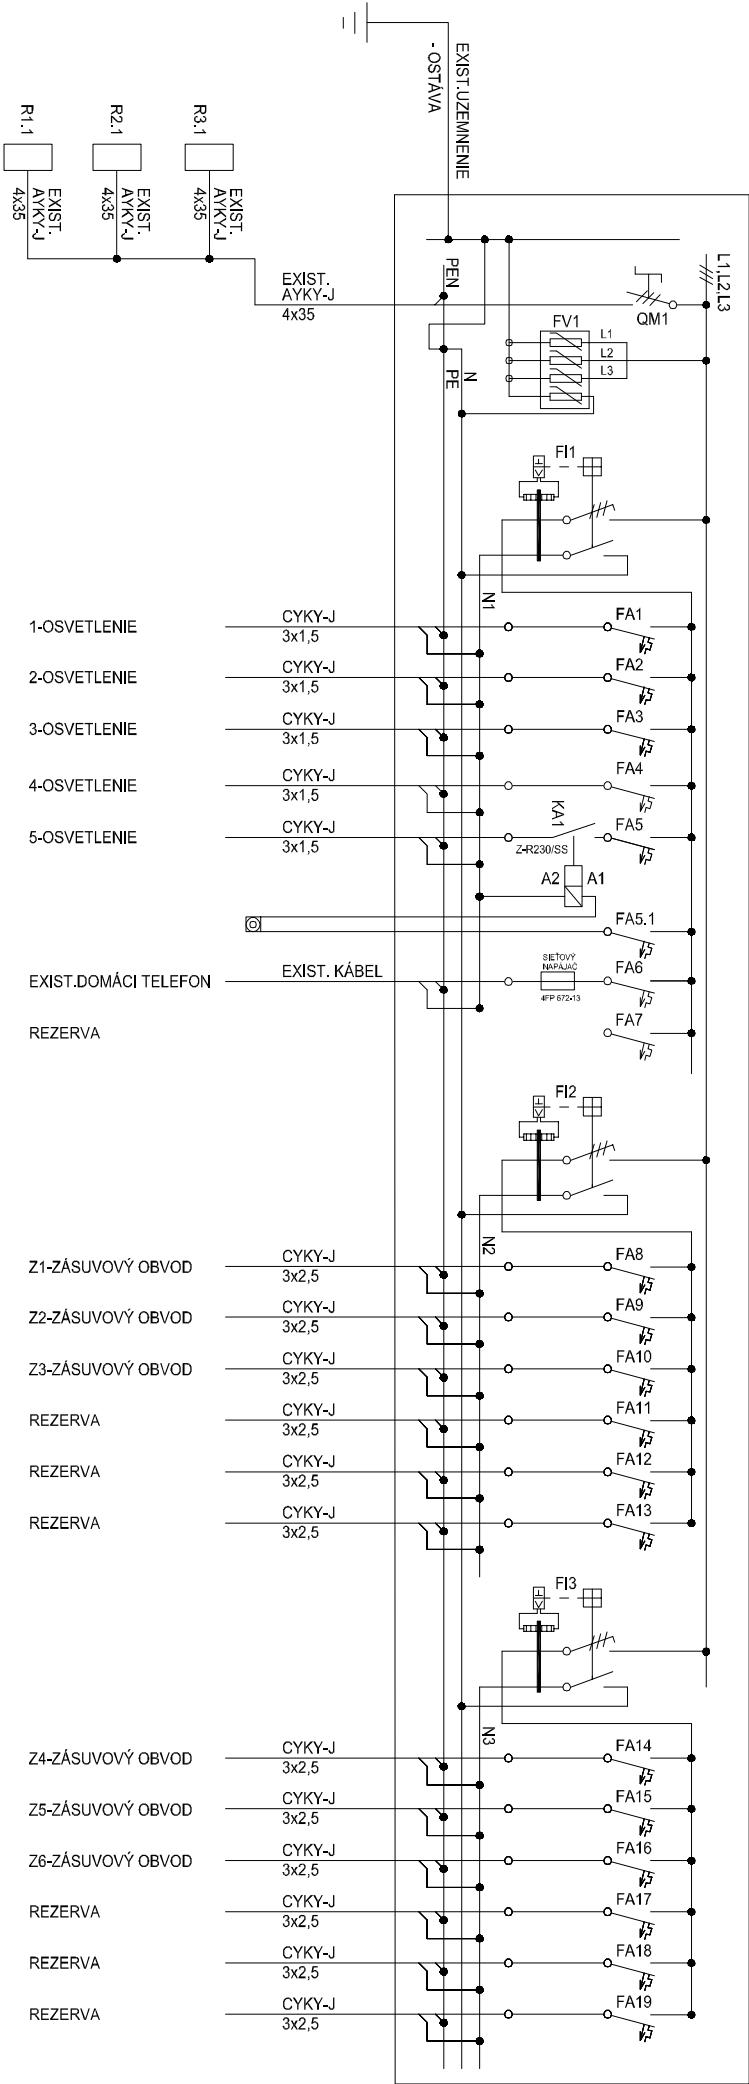 EXIST.UZEMNENIE
- OSTÁVA
R1.1
EXIST.
AYKY-J
4x35
R2.1
EXIST.
AYKY-J
4x35
R3.1
EXIST.
AYKY-J
4x35
EXIST.
AYKY-J
4x35
PEN
N
PE
L1,L2,L3
QM1
FV1
L1
L2
L3
FI1
N1
1-OSVETLENIE
CYKY-J
3x1,5
FA1
2-OSVETLENIE
CYKY-J
3x1,5
FA2
3-OSVETLENIE
CYKY-J
3x1,5
FA3
4-OSVETLENIE
CYKY-J
3x1,5
FA4
5-OSVETLENIE
CYKY-J
3x1,5
KA1
Z-R230/SS
FA5
A2
A1
FA5.1
EXIST.DOMÁCI TELEFON
EXIST. KÁBEL
SIEŤOVÝ
NAPÁJAČ
4FP 672-13
FA6
REZERVA
FA7
FI2
N2
Z1-ZÁSUVOVÝ OBVOD
CYKY-J
3x2,5
FA8
Z2-ZÁSUVOVÝ OBVOD
CYKY-J
3x2,5
FA9
Z3-ZÁSUVOVÝ OBVOD
CYKY-J
3x2,5
FA10
REZERVA
CYKY-J
3x2,5
FA11
REZERVA
CYKY-J
3x2,5
FA12
REZERVA
CYKY-J
3x2,5
FA13
FI3
N3
Z4-ZÁSUVOVÝ OBVOD
CYKY-J
3x2,5
FA14
Z5-ZÁSUVOVÝ OBVOD
CYKY-J
3x2,5
FA15
Z6-ZÁSUVOVÝ OBVOD
CYKY-J
3x2,5
FA16
REZERVA
CYKY-J
3x2,5
FA17
REZERVA
CYKY-J
3x2,5
FA18
REZERVA
CYKY-J
3x2,5
FA19